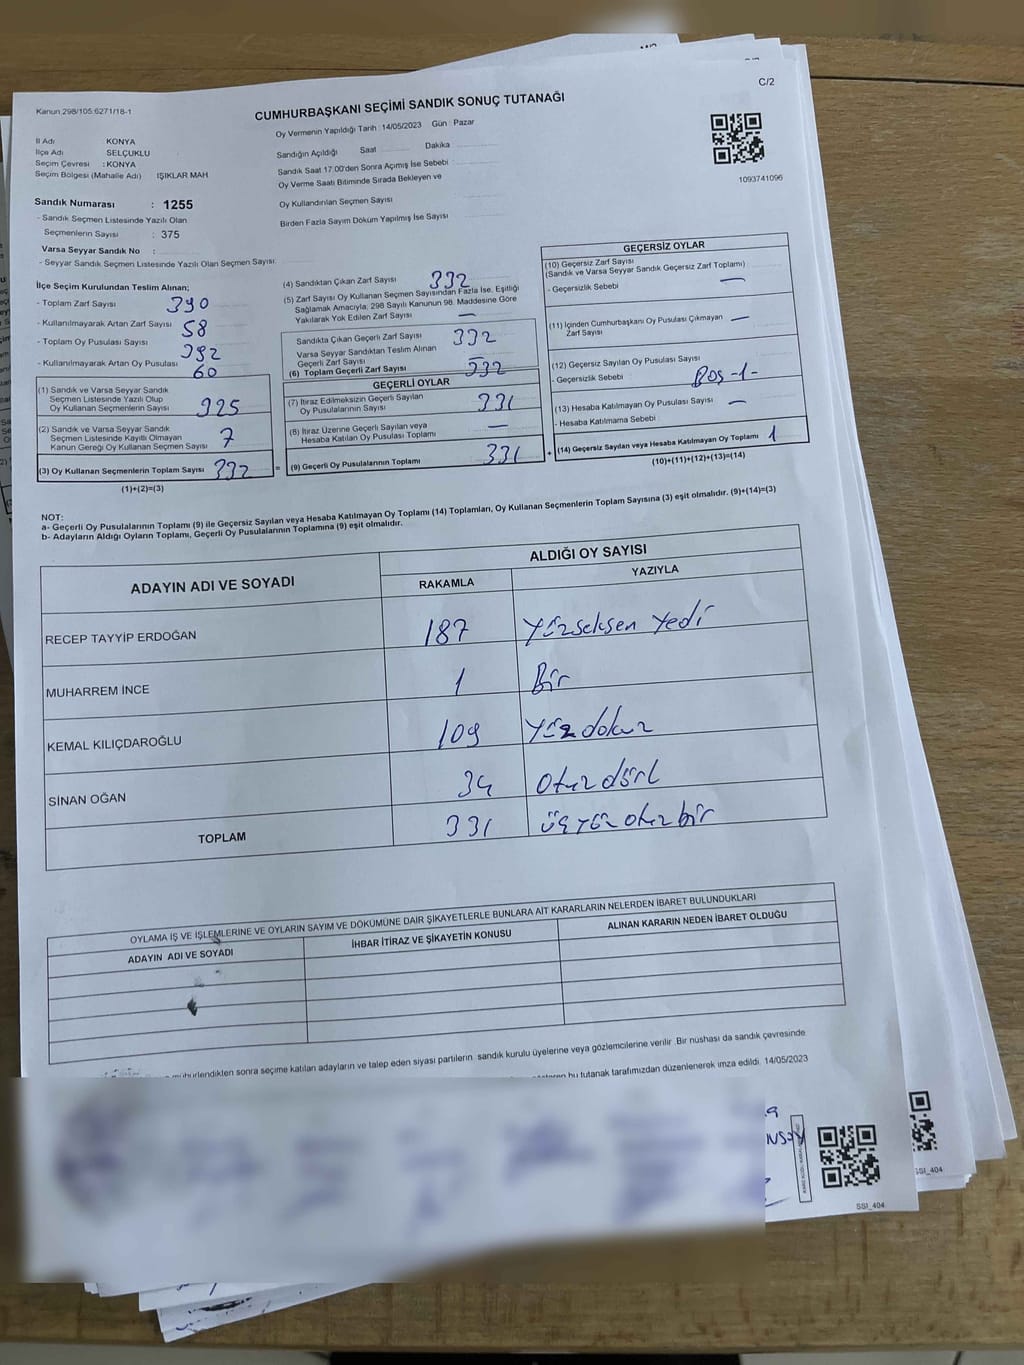 C/2
Kanun 298/105:6271/18-1
CUMHURBAŞKANI SEÇİMİ SANDIK SONUÇ TUTANAĞI
Oy Vermenin Yapıldığı Tarih 14/05/2023 Gün Pazar
İl Adı KONYA
İlçe Adı SELÇUKLU
Seçim Çevresi : KONYA
Seçim Bölgesi (Mahalle Adı) IŞIKLAR MAH
Sandığın Açıldığı Saat Dakika
Sandık Saat 17:00'den Sonra Açımış İse Sebebi
Oy Verme Saati Bitiminde Sırada Bekleyen ve
Oy Kullandırılan Seçmen Sayısı
Birden Fazla Sayım Döküm Yapılmış İse Sayısı
1093741096
Sandık Numarası : 1255
- Sandık Seçmen Listesinde Yazılı Olan
Seçmenlerin Sayısı : 375
Varsa Seyyar Sandık No :
- Seyyar Sandık Seçmen Listesinde Yazılı Olan Seçmen Sayısı:
İlçe Seçim Kurulundan Teslim Alınan;
- Toplam Zarf Sayısı 390
- Kullanılmayarak Artan Zarf Sayısı 58
- Toplam Oy Pusulası Sayısı 392
- Kullanılmayarak Artan Oy Pusulası 60
(1) Sandık ve Varsa Seyyar Sandık
Seçmen Listesinde Yazılı Olup
Oy Kullanan Seçmenlerin Sayısı 325
(2) Sandık ve Varsa Seyyar Sandık
Seçmen Listesinde Kayıtlı Olmayan
Kanun Gereği Oy Kullanan Seçmen Sayısı 7
(3) Oy Kullanan Seçmenlerin Toplam Sayısı 332
(1)+(2)=(3)
(4) Sandıktan Çıkan Zarf Sayısı 332
(5) Zarf Sayısı Oy Kullanan Seçmen Sayısından Fazla İse, Eşitliği
Sağlamak Amacıyla; 298 Sayılı Kanunun 98. Maddesine Göre
Yakılarak Yok Edilen Zarf Sayısı —
Sandıkta Çıkan Geçerli Zarf Sayısı 332
Varsa Seyyar Sandıktan Teslim Alınan
Geçerli Zarf Sayısı —
(6) Toplam Geçerli Zarf Sayısı 332
GEÇERLİ OYLAR
(7) İtiraz Edilmeksizin Geçerli Sayılan
Oy Pusulalarının Sayısı 331
(8) İtiraz Üzerine Geçerli Sayılan veya
Hesaba Katılan Oy Pusulası Toplamı —
= (9) Geçerli Oy Pusulalarının Toplamı 331
GEÇERSİZ OYLAR
(10) Geçersiz Zarf Sayısı
(Sandık ve Varsa Seyyar Sandık Geçersiz Zarf Toplamı) —
- Geçersizlik Sebebi
(11) İçinden Cumhurbaşkanı Oy Pusulası Çıkmayan —
Zarf Sayısı
(12) Geçersiz Sayılan Oy Pusulası Sayısı
- Geçersizlik Sebebi Boş -1-
(13) Hesaba Katılmayan Oy Pusulası Sayısı —
- Hesaba Katılmama Sebebi
+ (14) Geçersiz Sayılan veya Hesaba Katılmayan Oy Toplamı 1
(10)+(11)+(12)+(13)=(14)
NOT:
a- Geçerli Oy Pusulalarının Toplamı (9) ile Geçersiz Sayılan veya Hesaba Katılmayan Oy Toplamı (14) Toplamları, Oy Kullanan Seçmenlerin Toplam Sayısına (3) eşit olmalıdır. (9)+(14)=(3)
b- Adayların Aldığı Oyların Toplamı, Geçerli Oy Pusulalarının Toplamına (9) eşit olmalıdır.
ADAYIN ADI VE SOYADI ALDIĞI OY SAYISI
RAKAMLA YAZIYLA
RECEP TAYYİP ERDOĞAN 187 Yüzseksen Yedi
MUHARREM İNCE 1 Bir
KEMAL KILIÇDAROĞLU 109 Yüzdokuz
SİNAN OĞAN 34 Otuzdört
TOPLAM 331 üçyüz otuzbir
OYLAMA İŞ VE İŞLEMLERİNE VE OYLARIN SAYIM VE DÖKÜMÜNE DAİR ŞİKAYETLERLE BUNLARA AİT KARARLARIN NELERDEN İBARET BULUNDUKLARI
ADAYIN ADI VE SOYADI İHBAR İTİRAZ VE ŞİKAYETİN KONUSU ALINAN KARARIN NEDEN İBARET OLDUĞU
mühürlendikten sonra seçime katılan adayların ve talep eden siyasi partilerin sandık kurulu üyelerine veya gözlemcilerine verilir. Bir nüshası da sandık çevresinde
bu tutanak tarafımızdan düzenlenerek imza edildi. 14/05/2023
SSI_404
SSI_404